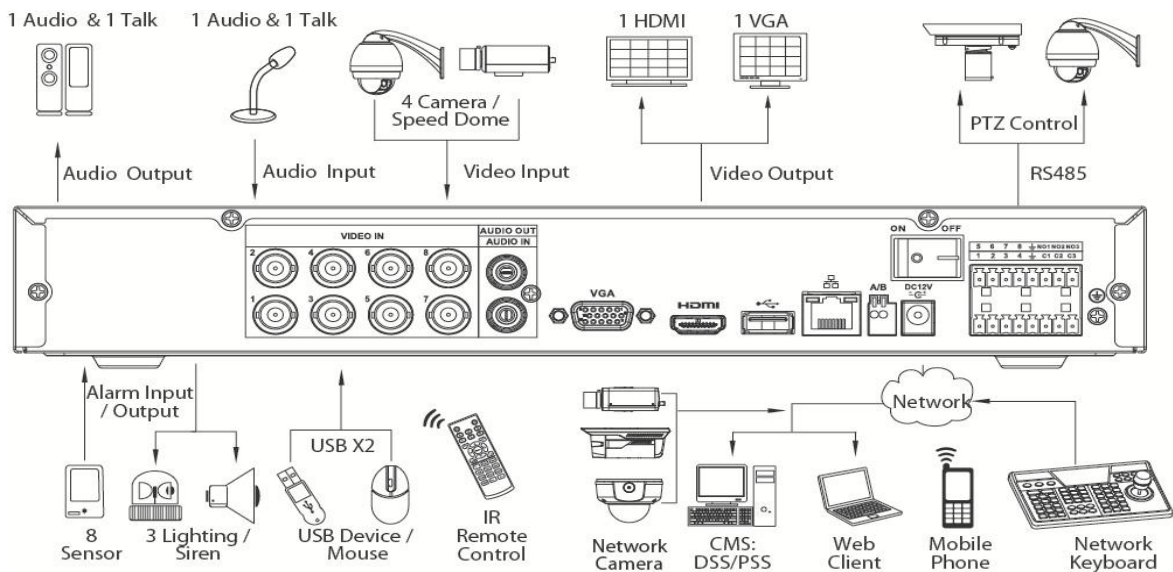 1 Audio & 1 Talk
1 Audio & 1 Talk
4 Camera /
Speed Dome
1 HDMI
1 VGA
PTZ Control
Audio Output
Audio Input
Video Input
Video Output
RS485
VIDEO IN
AUDIO OUT
AUDIO IN
2 4 6 8
1 3 5 7
VGA
HDMI
A/B
ON OFF
DC12V
5 6 7 8 NO1 NO2 NO3
1 2 3 4 C1 C2 C3
Alarm Input
/ Output
USB X2
Network
8
Sensor
3 Lighting /
Siren
USB Device /
Mouse
IR
Remote
Control
Network
Camera
CMS:
DSS/PSS
Web
Client
Mobile
Phone
Network
Keyboard